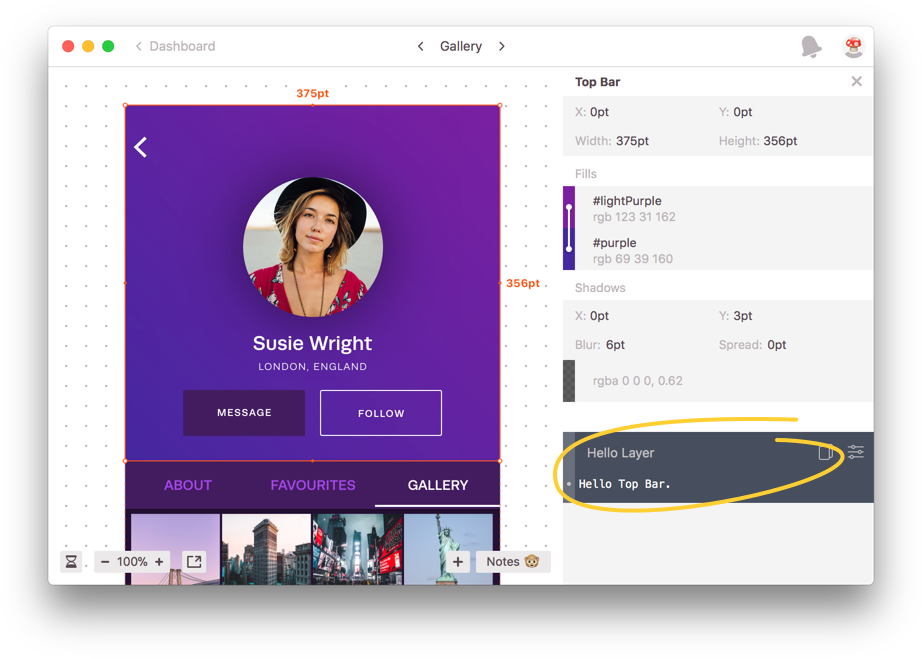 Dashboard
Gallery
Top Bar
X: 0pt
Y: 0pt
Width: 375pt
Height: 356pt
Fills
#lightPurple
rgb 123 31 162
#purple
rgb 69 39 160
Shadows
X: 0pt
Y: 3pt
Blur: 6pt
Spread: 0pt
rgba 0 0 0, 0.62
Hello Layer
Hello Top Bar.
375pt
356pt
Susie Wright
LONDON, ENGLAND
MESSAGE
FOLLOW
ABOUT
FAVOURITES
GALLERY
100%
Notes